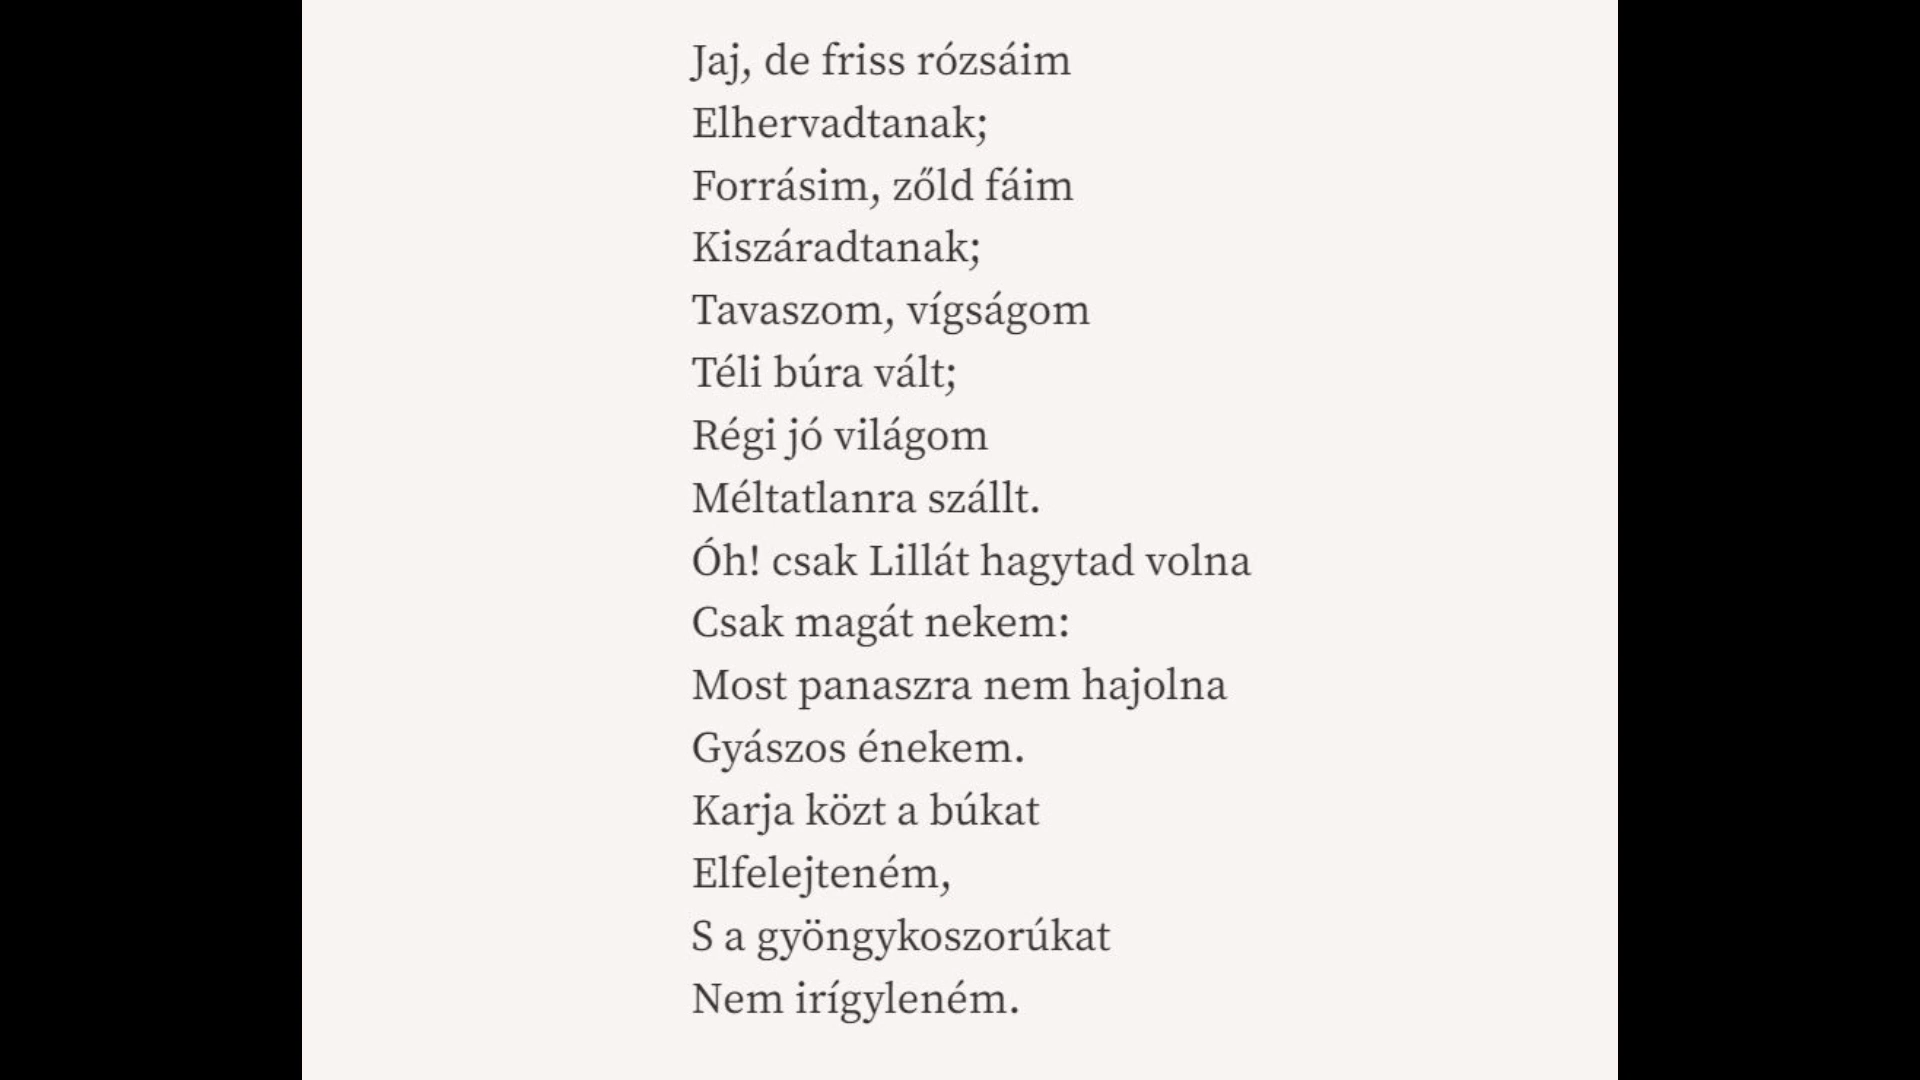 Jaj, de friss rózsáim
Elhervadtanak;
Forrásim, zőld fáim
Kiszáradtanak;
Tavaszom, vígságom
Téli búra vált;
Régi jó világom
Méltatlanra szállt.
Óh! csak Lillát hagytad volna
Csak magát nekem:
Most panaszra nem hajolna
Gyászos énekem.
Karja közt a búkat
Elfelejteném,
S a gyöngykoszorúkat
Nem irígyleném.